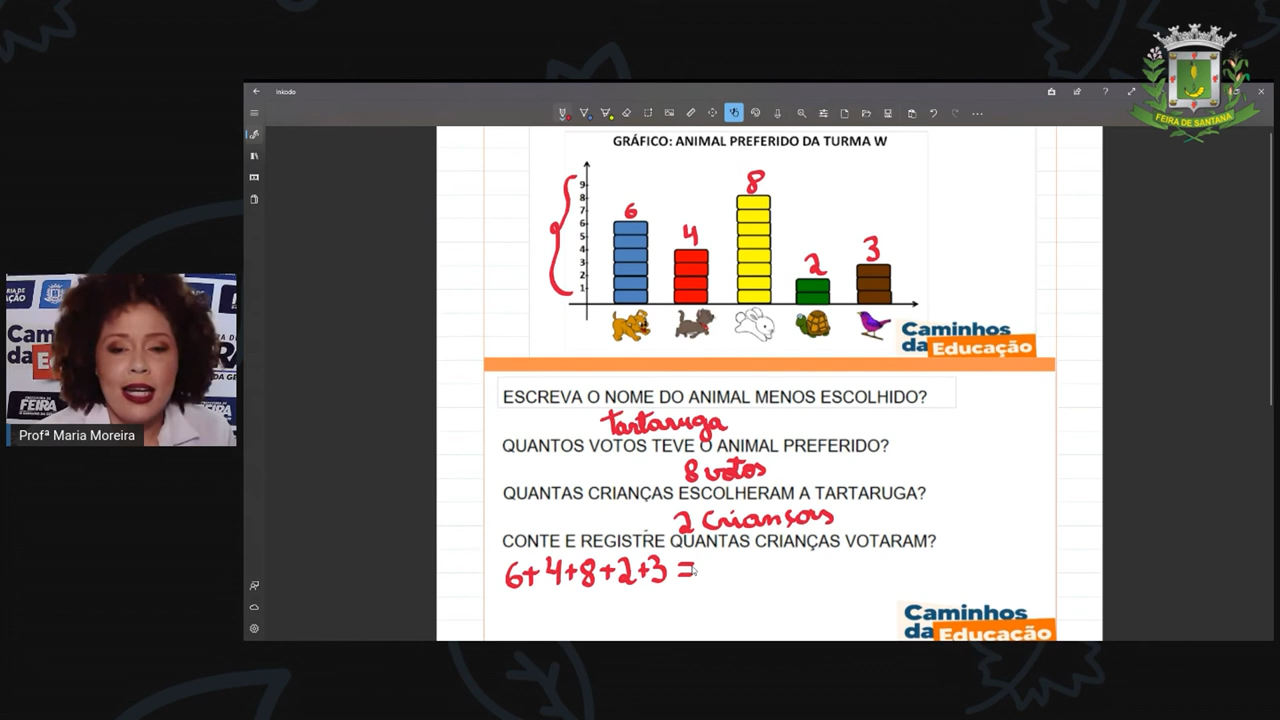 FEIRA DE SANTANA
Inkodo
GRÁFICO: ANIMAL PREFERIDO DA TURMA W
9
8
7
6
5
4
3
2
1
6
4
8
2
3
Caminhos
da Educação
ESCREVA O NOME DO ANIMAL MENOS ESCOLHIDO?
tartaruga
QUANTOS VOTOS TEVE O ANIMAL PREFERIDO?
8 votos
QUANTAS CRIANÇAS ESCOLHERAM A TARTARUGA?
2 crianças
CONTE E REGISTRE QUANTAS CRIANÇAS VOTARAM?
6+4+8+2+3 =
Caminhos
da Educação
FEIRA
Profª Maria Moreira